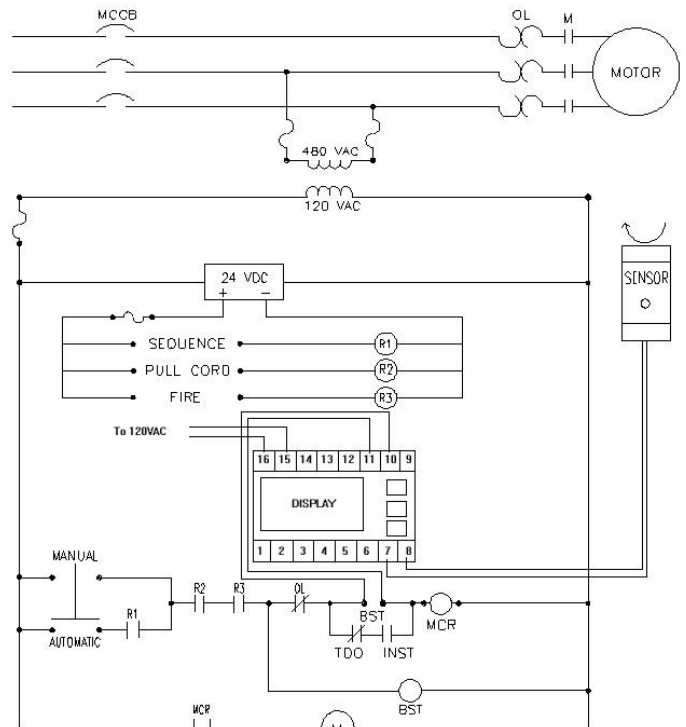 MCCB OL M
MOTOR
480 VAC
120 VAC
24 VDC
+ -
SENSOR
SEQUENCE R1
PULL CORD R2
FIRE R3
To 120VAC
16 15 14 13 12 11 10 9
DISPLAY
1 2 3 4 5 6 7 8
MANUAL
R2 R3 OL
R1 BST
AUTOMATIC MCR
TDO INST
BST
MCR M